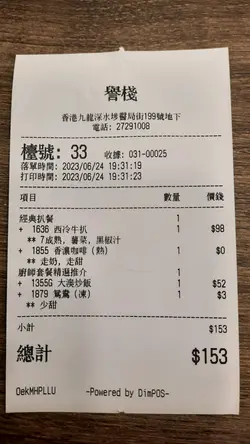 譽棧
香港九龍深水埗醫局街199號地下
電話: 27291008
檯號: 33 收據: 031-00025
落單時間: 2023/06/24 19:31:19
打印時間: 2023/06/24 19:31:23
項目 數量 價錢
經典扒餐 1
+ 1636 西冷牛扒 1 $98
** 7成熟, 薯菜, 黑椒汁
+ 1855 香濃咖啡 (熱) 1 $0
** 走奶, 走甜
廚師套餐精選推介 1
+ 1355G 大澳炒飯 1 $52
+ 1879 鴛鴦 (凍) 1 $3
** 少甜
小計 $153
總計 $153
OekMHPLLU ~Powered by DimPOS~